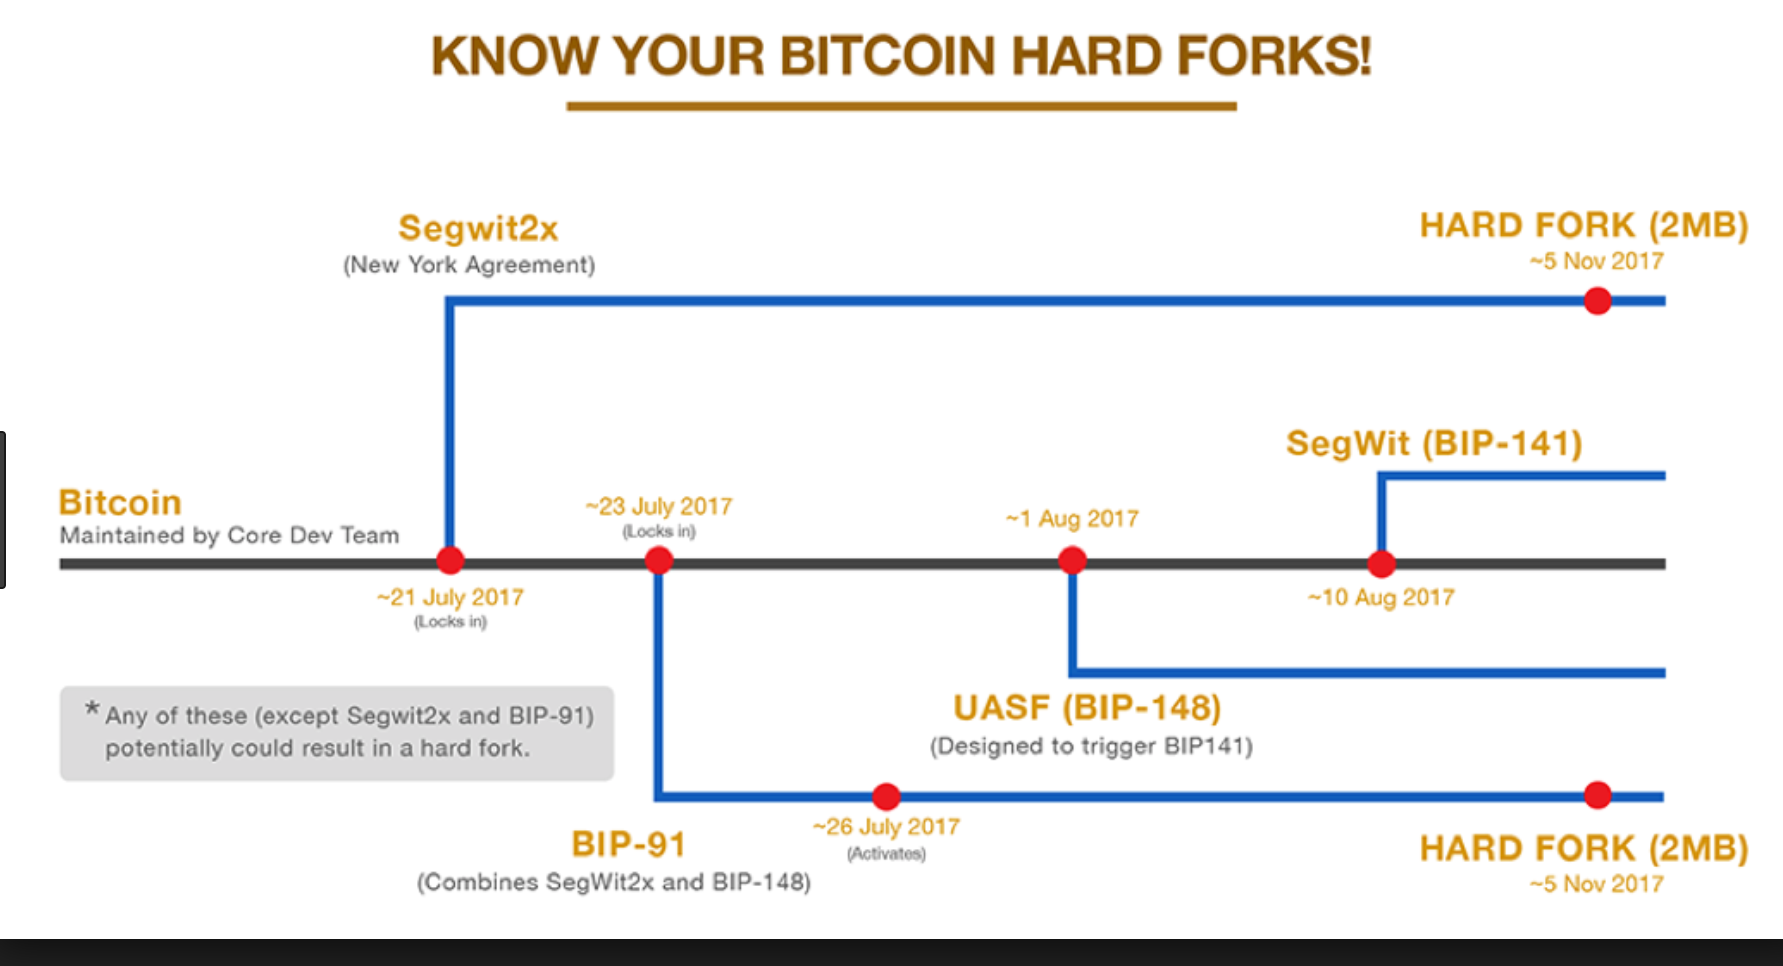 KNOW YOUR BITCOIN HARD FORKS!
Segwit2x
(New York Agreement)
HARD FORK (2MB)
~5 Nov 2017
SegWit (BIP-141)
Bitcoin
Maintained by Core Dev Team
~23 July 2017
(Locks in)
~1 Aug 2017
~21 July 2017
(Locks in)
~10 Aug 2017
* Any of these (except Segwit2x and BIP-91)
potentially could result in a hard fork.
UASF (BIP-148)
(Designed to trigger BIP141)
BIP-91
(Combines SegWit2x and BIP-148)
~26 July 2017
(Activates)
HARD FORK (2MB)
~5 Nov 2017